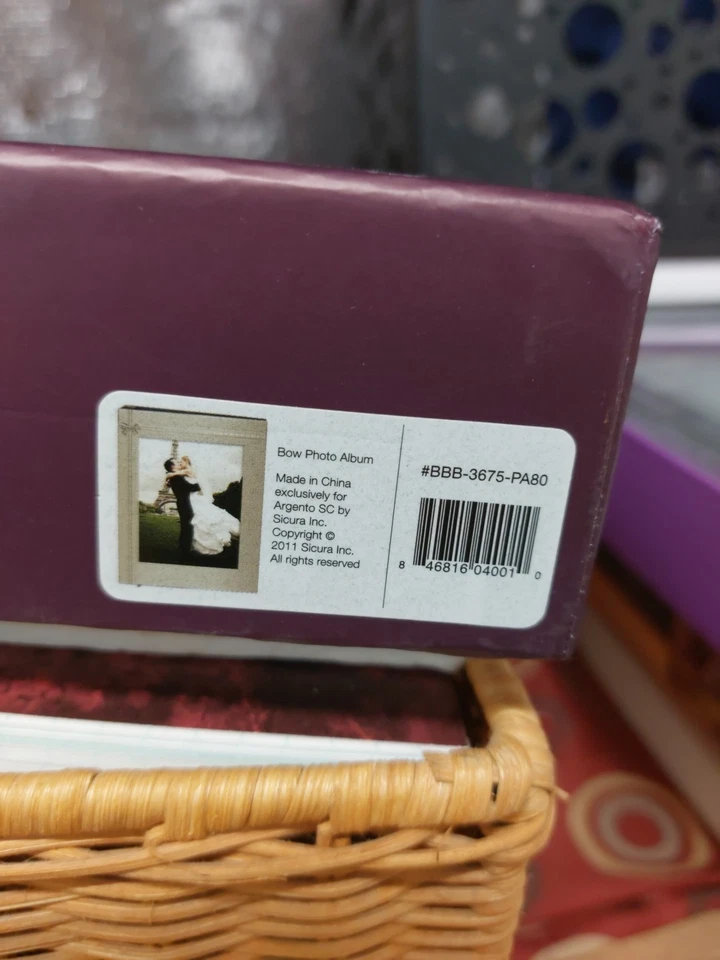 Bow Photo Album
Made in China
exclusively for
Argento SC by
Sicura Inc.
Copyright ©
2011 Sicura Inc.
All rights reserved
#BBB-3675-PA80
8 46816 04001 0